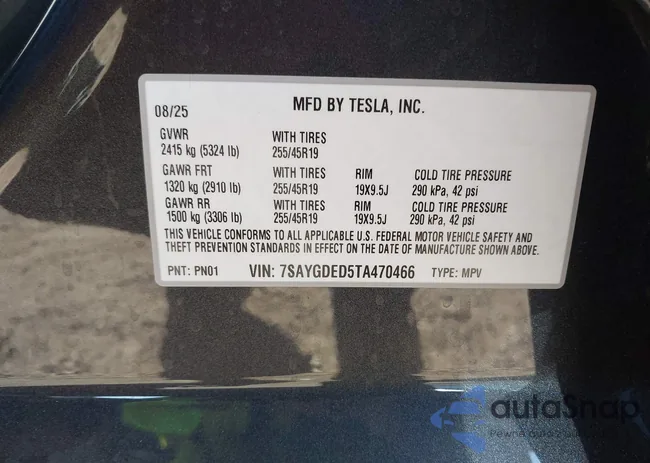 08/25 MFD BY TESLA, INC.
GVWR WITH TIRES
2415 kg (5324 lb) 255/45R19
GAWR FRT WITH TIRES RIM COLD TIRE PRESSURE
1320 kg (2910 lb) 255/45R19 19X9.5J 290 kPa, 42 psi
GAWR RR WITH TIRES RIM COLD TIRE PRESSURE
1500 kg (3306 lb) 255/45R19 19X9.5J 290 kPa, 42 psi
THIS VEHICLE CONFORMS TO ALL APPLICABLE U.S. FEDERAL MOTOR VEHICLE SAFETY AND
THEFT PREVENTION STANDARDS IN EFFECT ON THE DATE OF MANUFACTURE SHOWN ABOVE.
PNT: PN01 VIN: 7SAYGDED5TA470466 TYPE: MPV
autoSnap
Pewne auta z